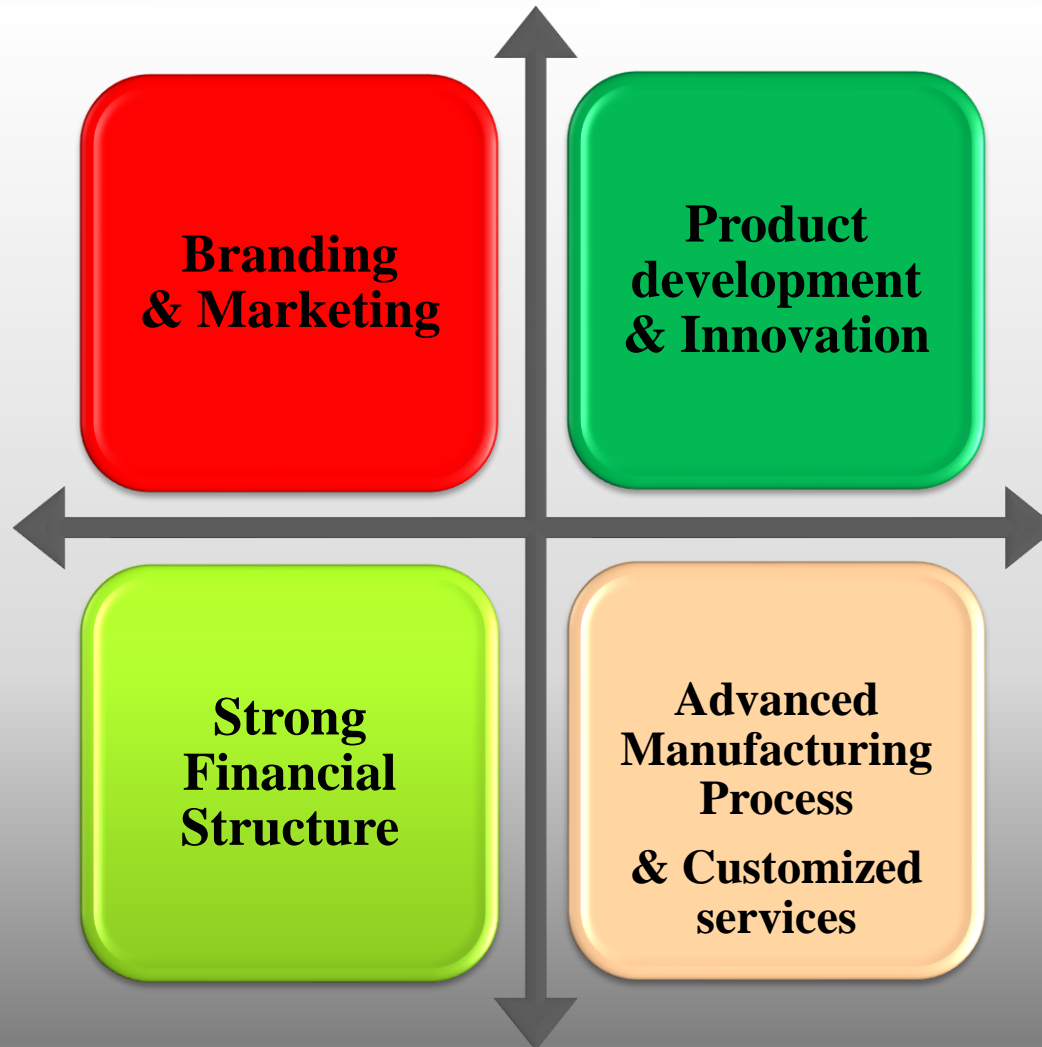 Branding
& Marketing
Product
development
& Innovation
Strong
Financial
Structure
Advanced
Manufacturing
Process
& Customized
services